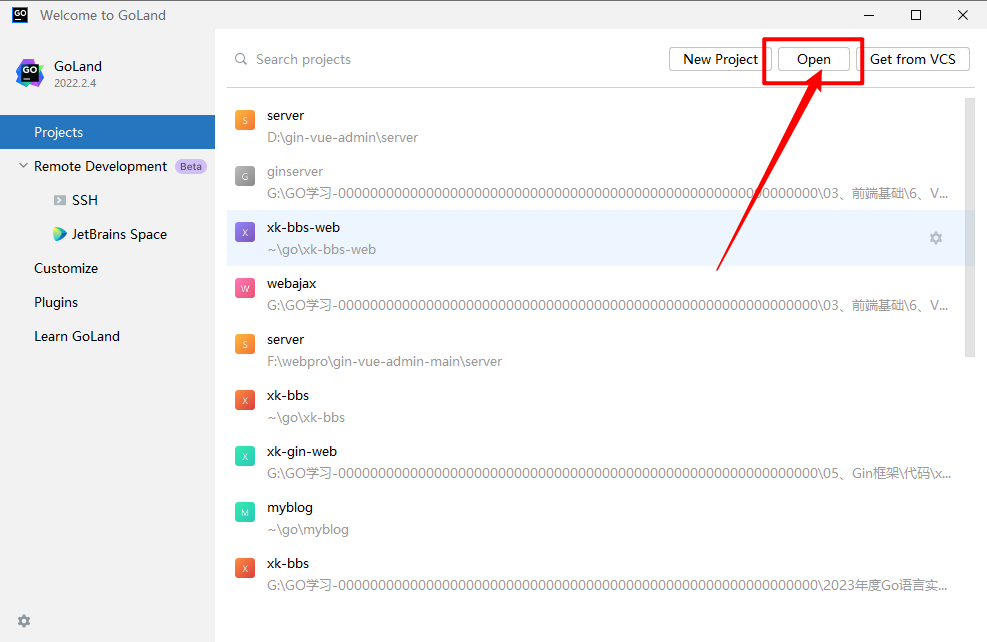 GO
Welcome to GoLand
GO
GoLand
2022.2.4
Search projects
New Project
Open
Get from VCS
Projects
Remote Development
Beta
SSH
JetBrains Space
Customize
Plugins
Learn GoLand
S
server
D:\gin-vue-admin\server
G
ginserver
G:\GO学习-00000000000000000000000000000000000000000000000000000000000000000000\03、前端基础\6、V...
X
xk-bbs-web
~\go\xk-bbs-web
W
webajax
G:\GO学习-00000000000000000000000000000000000000000000000000000000000000000000\03、前端基础\6、V...
S
server
F:\webpro\gin-vue-admin-main\server
X
xk-bbs
~\go\xk-bbs
X
xk-gin-web
G:\GO学习-00000000000000000000000000000000000000000000000000000000000000000000\05、Gin框架\代码\x...
M
myblog
~\go\myblog
X
xk-bbs
G:\GO学习-00000000000000000000000000000000000000000000000000000000000000000000\2023年度Go语言实...